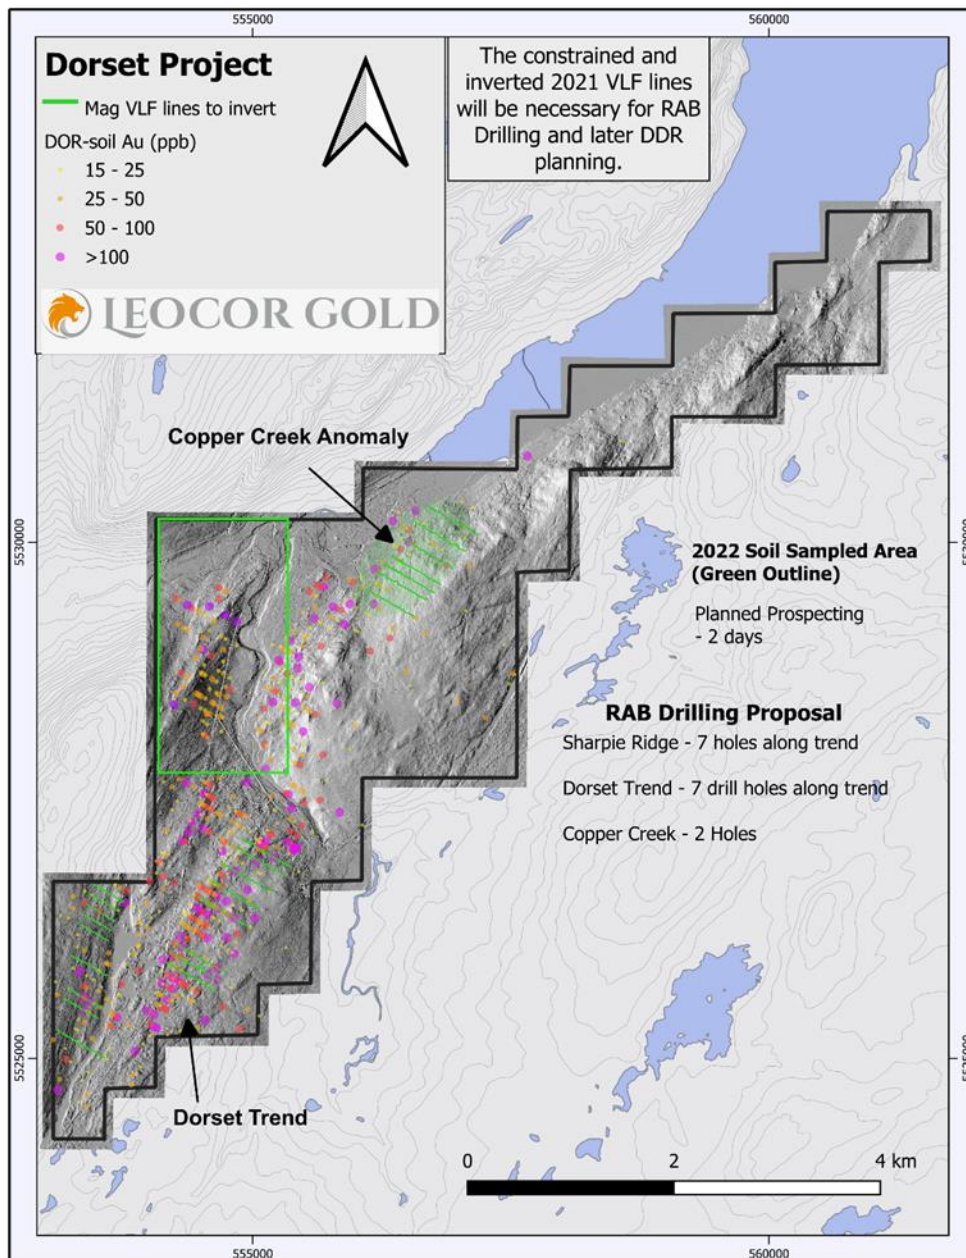 555000
560000
Dorset Project
Mag VLF lines to invert
DOR-soil Au (ppb)
15 - 25
25 - 50
50 - 100
>100
LEOCOR GOLD
The constrained and
inverted 2021 VLF lines
will be necessary for RAB
Drilling and later DDR
planning.
Copper Creek Anomaly
5530000
5530000
2022 Soil Sampled Area
(Green Outline)
Planned Prospecting
- 2 days
RAB Drilling Proposal
Sharpie Ridge - 7 holes along trend
Dorset Trend - 7 drill holes along trend
Copper Creek - 2 Holes
5525000
5525000
Dorset Trend
0
2
4 km
555000
560000